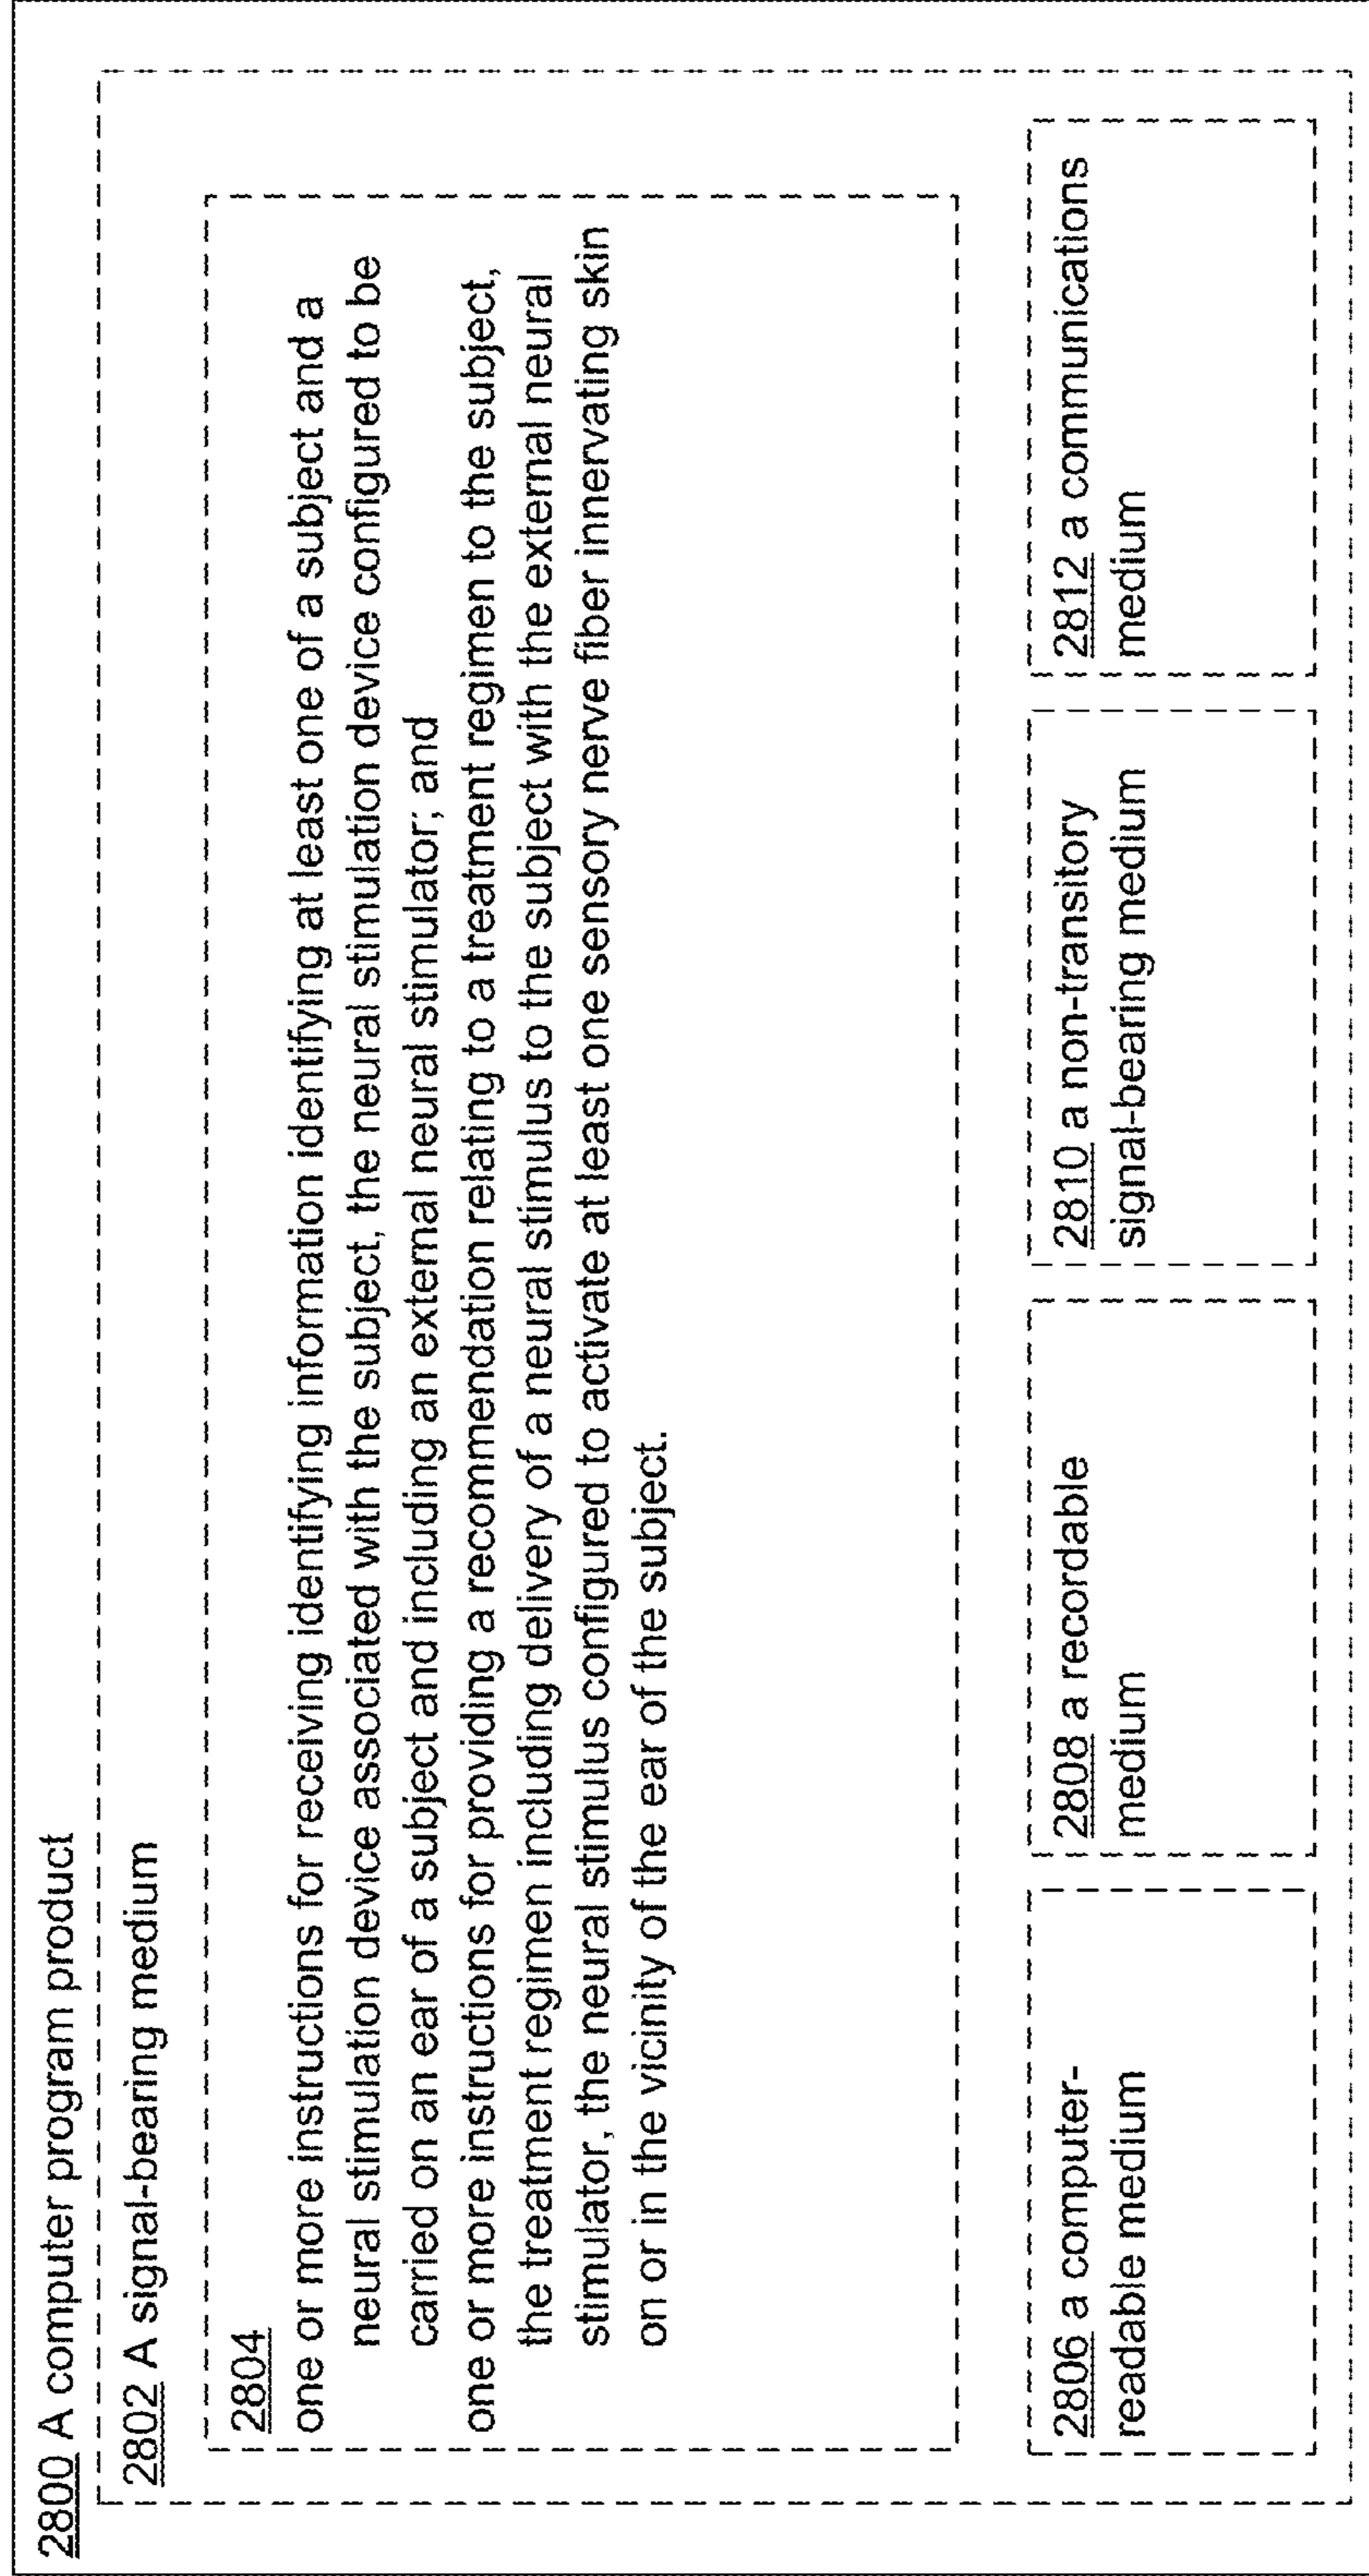 2800 A computer program product
2802 A signal-bearing medium
2804
one or more instructions for receiving identifying information identifying at least one of a subject and a
neural stimulation device associated with the subject, the neural stimulation device configured to be
carried on an ear of a subject and including an external neural stimulator; and
one or more instructions for providing a recommendation relating to a treatment regimen to the subject,
the treatment regimen including delivery of a neural stimulus to the subject with the external neural
stimulator, the neural stimulus configured to activate at least one sensory nerve fiber innervating skin
on or in the vicinity of the ear of the subject.
2806 a computer-
readable medium
2808 a recordable
medium
2810 a non-transitory
signal-bearing medium
2812 a communications
medium